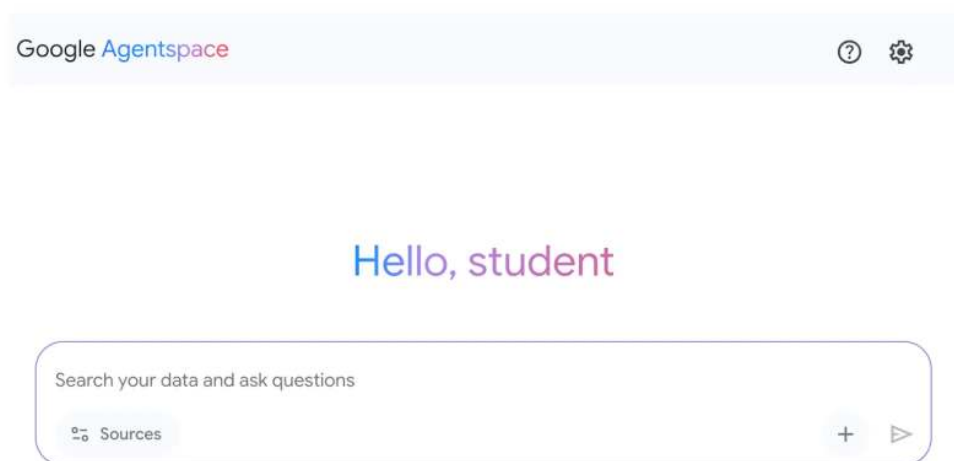 Google Agentspace
Hello, student
Search your data and ask questions
Sources